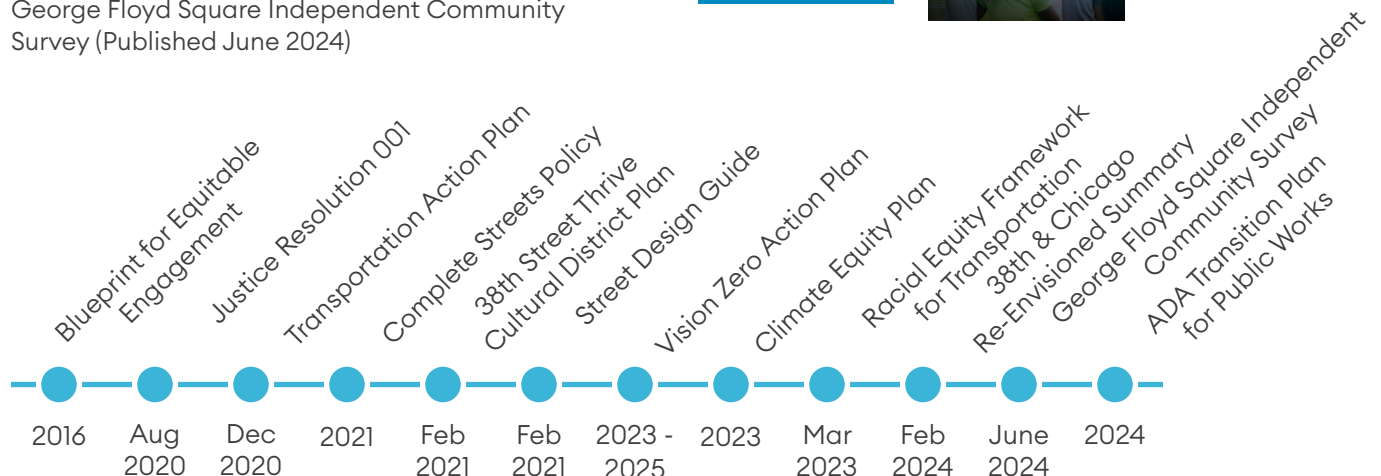 George Floyd Square Independent Community
Survey (Published June 2024)
Blueprint for Equitable
Engagement
Justice Resolution 001
Transportation Action Plan
Complete Streets Policy
38th Street Thrive
Cultural District Plan
Street Design Guide
Vision Zero Action Plan
Climate Equity Plan
Racial Equity Framework
for Transportation
38th & Chicago
Re-Envisioned Summary
George Floyd Square Independent
Community Survey
ADA Transition Plan
for Public Works
2016
Aug
2020
Dec
2020
2021
Feb
2021
Feb
2021
2023 -
2025
2023
Mar
2023
Feb
2024
June
2024
2024